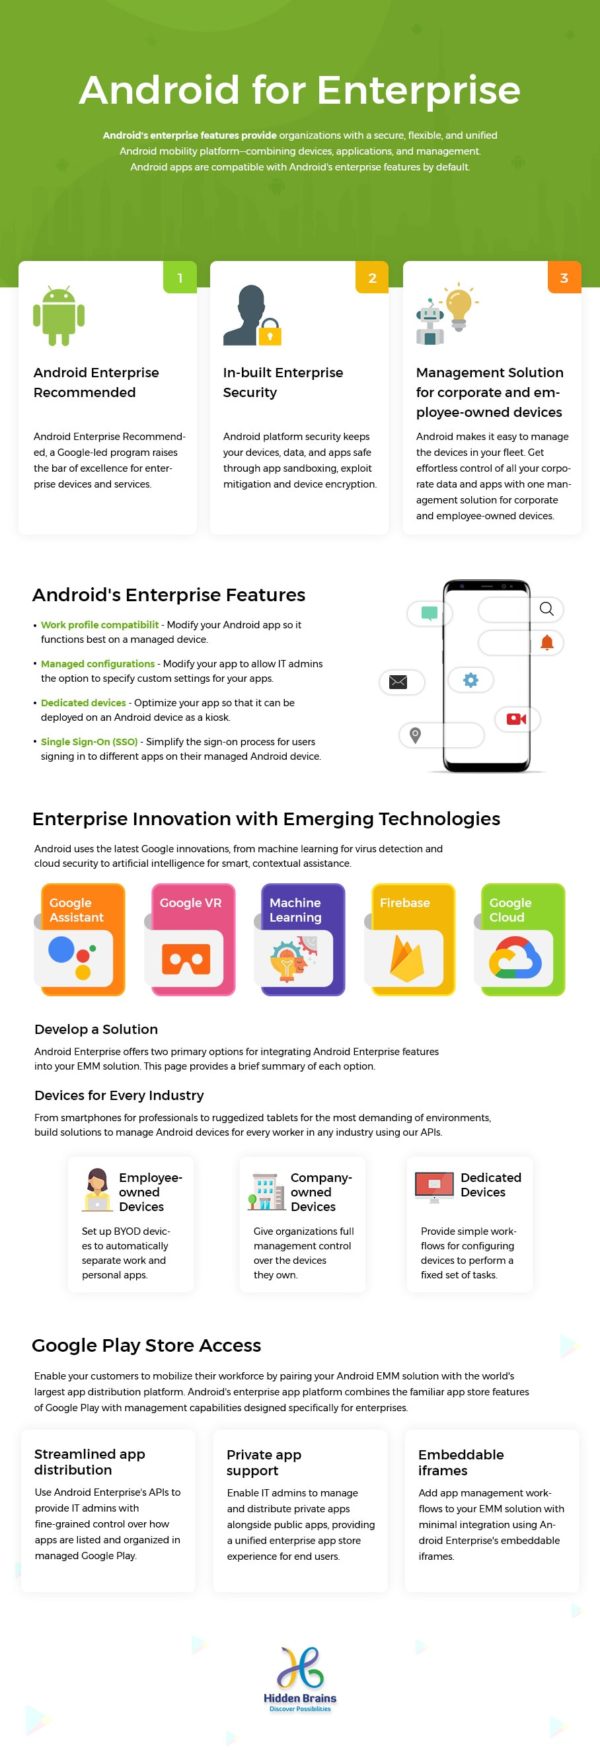 Android for Enterprise
Android's enterprise features provide organizations with a secure, flexible, and unified
Android mobility platform--combining devices, applications, and management.
Android apps are compatible with Android's enterprise features by default.
1
Android Enterprise
Recommended
Android Enterprise Recommend-
ed, a Google-led program raises
the bar of excellence for enter-
prise devices and services.
2
In-built Enterprise
Security
Android platform security keeps
your devices, data, and apps safe
through app sandboxing, exploit
mitigation and device encryption.
3
Management Solution
for corporate and em-
ployee-owned devices
Android makes it easy to manage
the devices in your fleet. Get
effortless control of all your corpo-
rate data and apps with one man-
agement solution for corporate
and employee-owned devices.
Android's Enterprise Features
• Work profile compatibilit - Modify your Android app so it
functions best on a managed device.
• Managed configurations - Modify your app to allow IT admins
the option to specify custom settings for your apps.
• Dedicated devices - Optimize your app so that it can be
deployed on an Android device as a kiosk.
• Single Sign-On (SSO) - Simplify the sign-on process for users
signing in to different apps on their managed Android device.
Enterprise Innovation with Emerging Technologies
Android uses the latest Google innovations, from machine learning for virus detection and
cloud security to artificial intelligence for smart, contextual assistance.
Google
Assistant
Google VR
Machine
Learning
Firebase
Google
Cloud
Develop a Solution
Android Enterprise offers two primary options for integrating Android Enterprise features
into your EMM solution. This page provides a brief summary of each option.
Devices for Every Industry
From smartphones for professionals to ruggedized tablets for the most demanding of environments,
build solutions to manage Android devices for every worker in any industry using our APIs.
Employee-
owned
Devices
Set up BYOD devic-
es to automatically
separate work and
personal apps.
Company-
owned
Devices
Give organizations full
management control
over the devices
they own.
Dedicated
Devices
Provide simple work-
flows for configuring
devices to perform a
fixed set of tasks.
Google Play Store Access
Enable your customers to mobilize their workforce by pairing your Android EMM solution with the world's
largest app distribution platform. Android's enterprise app platform combines the familiar app store features
of Google Play with management capabilities designed specifically for enterprises.
Streamlined app
distribution
Use Android Enterprise's APIs to
provide IT admins with
fine-grained control over how
apps are listed and organized in
managed Google Play.
Private app
support
Enable IT admins to manage
and distribute private apps
alongside public apps, providing
a unified enterprise app store
experience for end users.
Embeddable
iframes
Add app management work-
flows to your EMM solution with
minimal integration using An-
droid Enterprise's embeddable
iframes.
Hidden Brains
Discover Possibilities